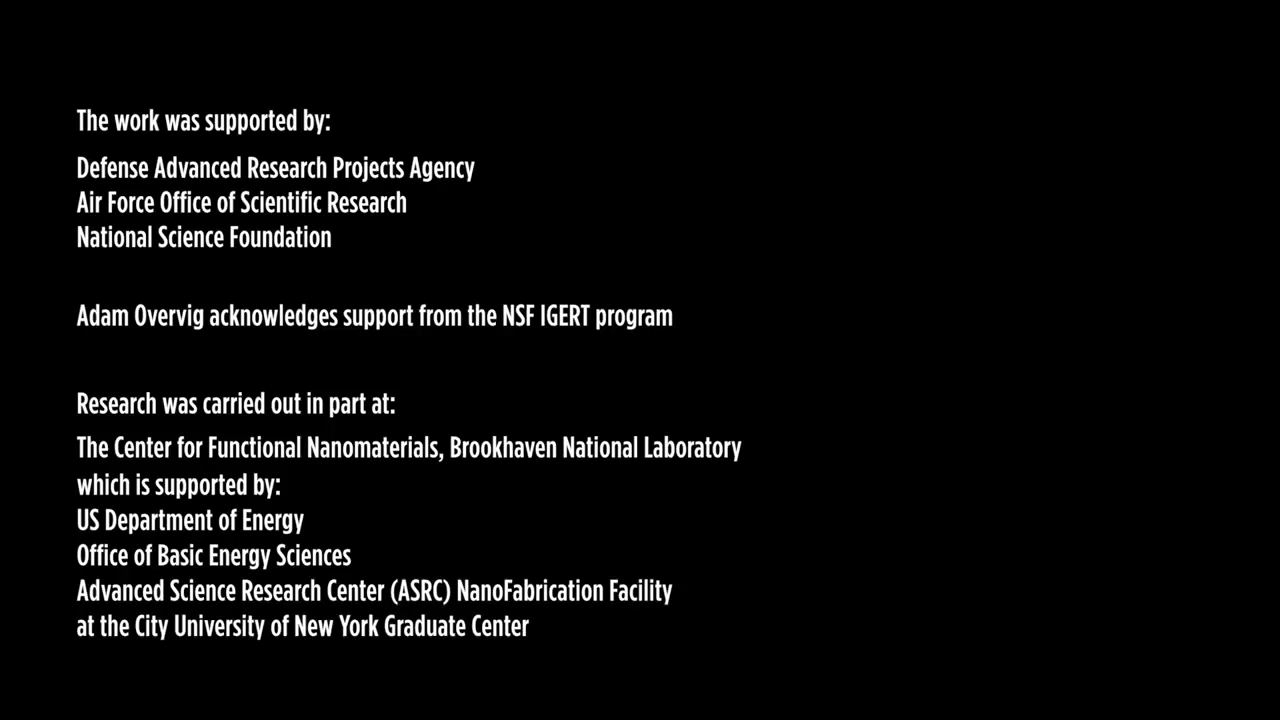 The work was supported by:
Defense Advanced Research Projects Agency
Air Force Office of Scientific Research
National Science Foundation
Adam Overvig acknowledges support from the NSF IGERT program
Research was carried out in part at:
The Center for Functional Nanomaterials, Brookhaven National Laboratory
which is supported by:
US Department of Energy
Office of Basic Energy Sciences
Advanced Science Research Center (ASRC) NanoFabrication Facility
at the City University of New York Graduate Center